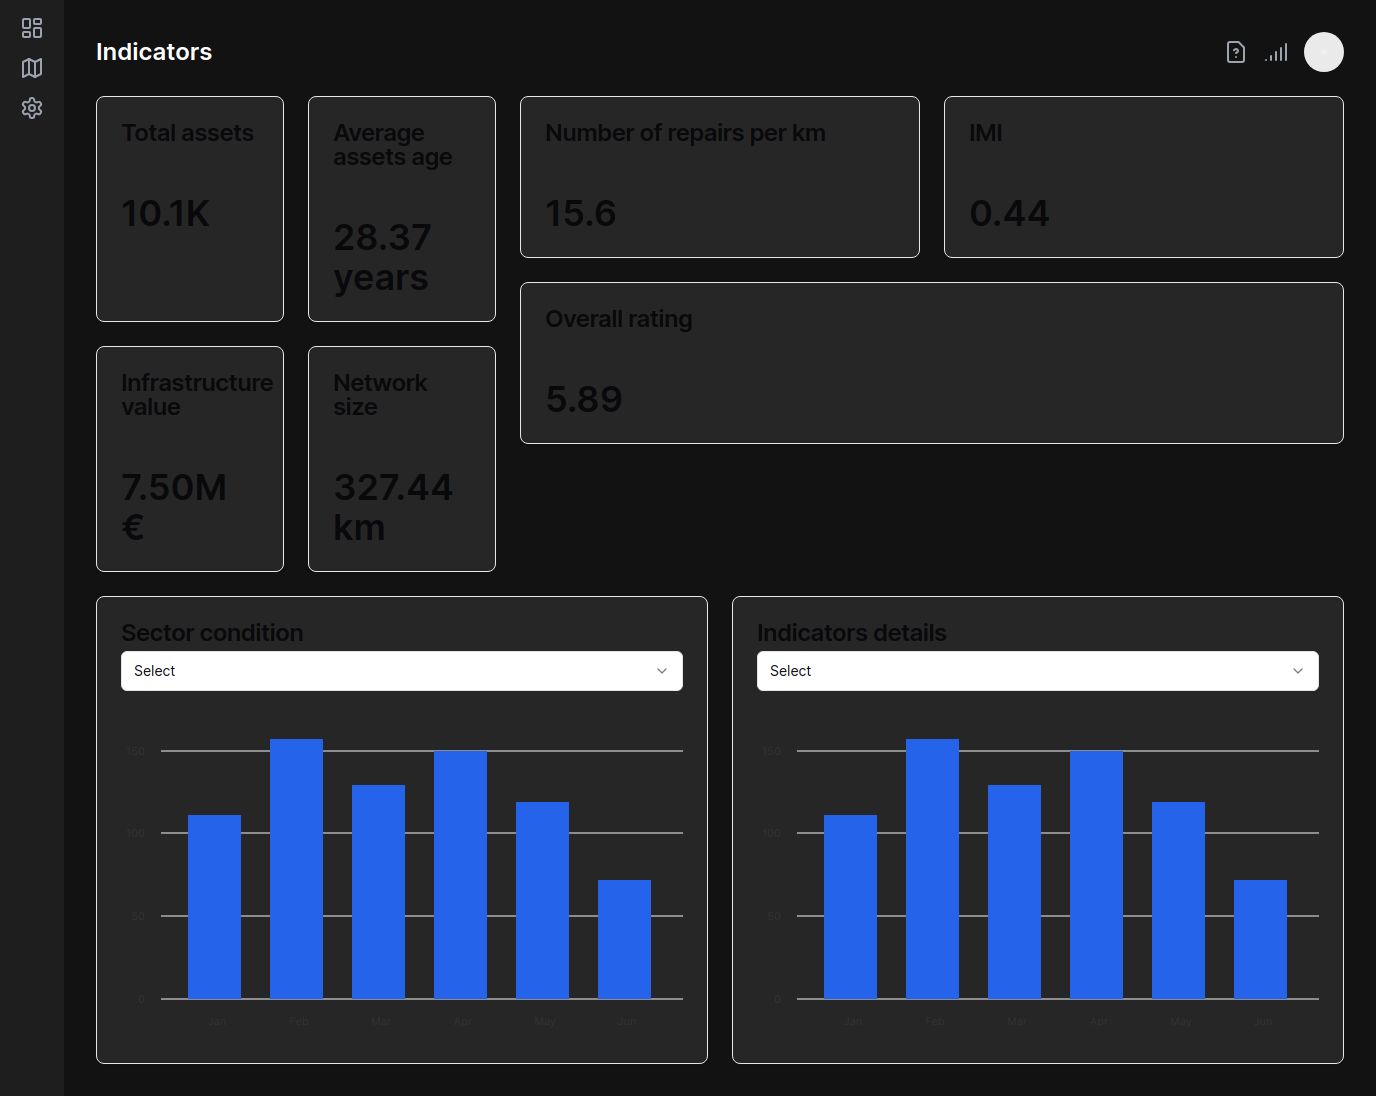 Indicators
Total assets
10.1K
Average
assets age
28.37
years
Number of repairs per km
15.6
IMI
0.44
Overall rating
5.89
Infrastructure
value
7.50M
€
Network
size
327.44
km
Sector condition
Select
150
100
50
0
Jan Feb Mar Apr May Jun
Indicators details
Select
150
100
50
0
Jan Feb Mar Apr May Jun